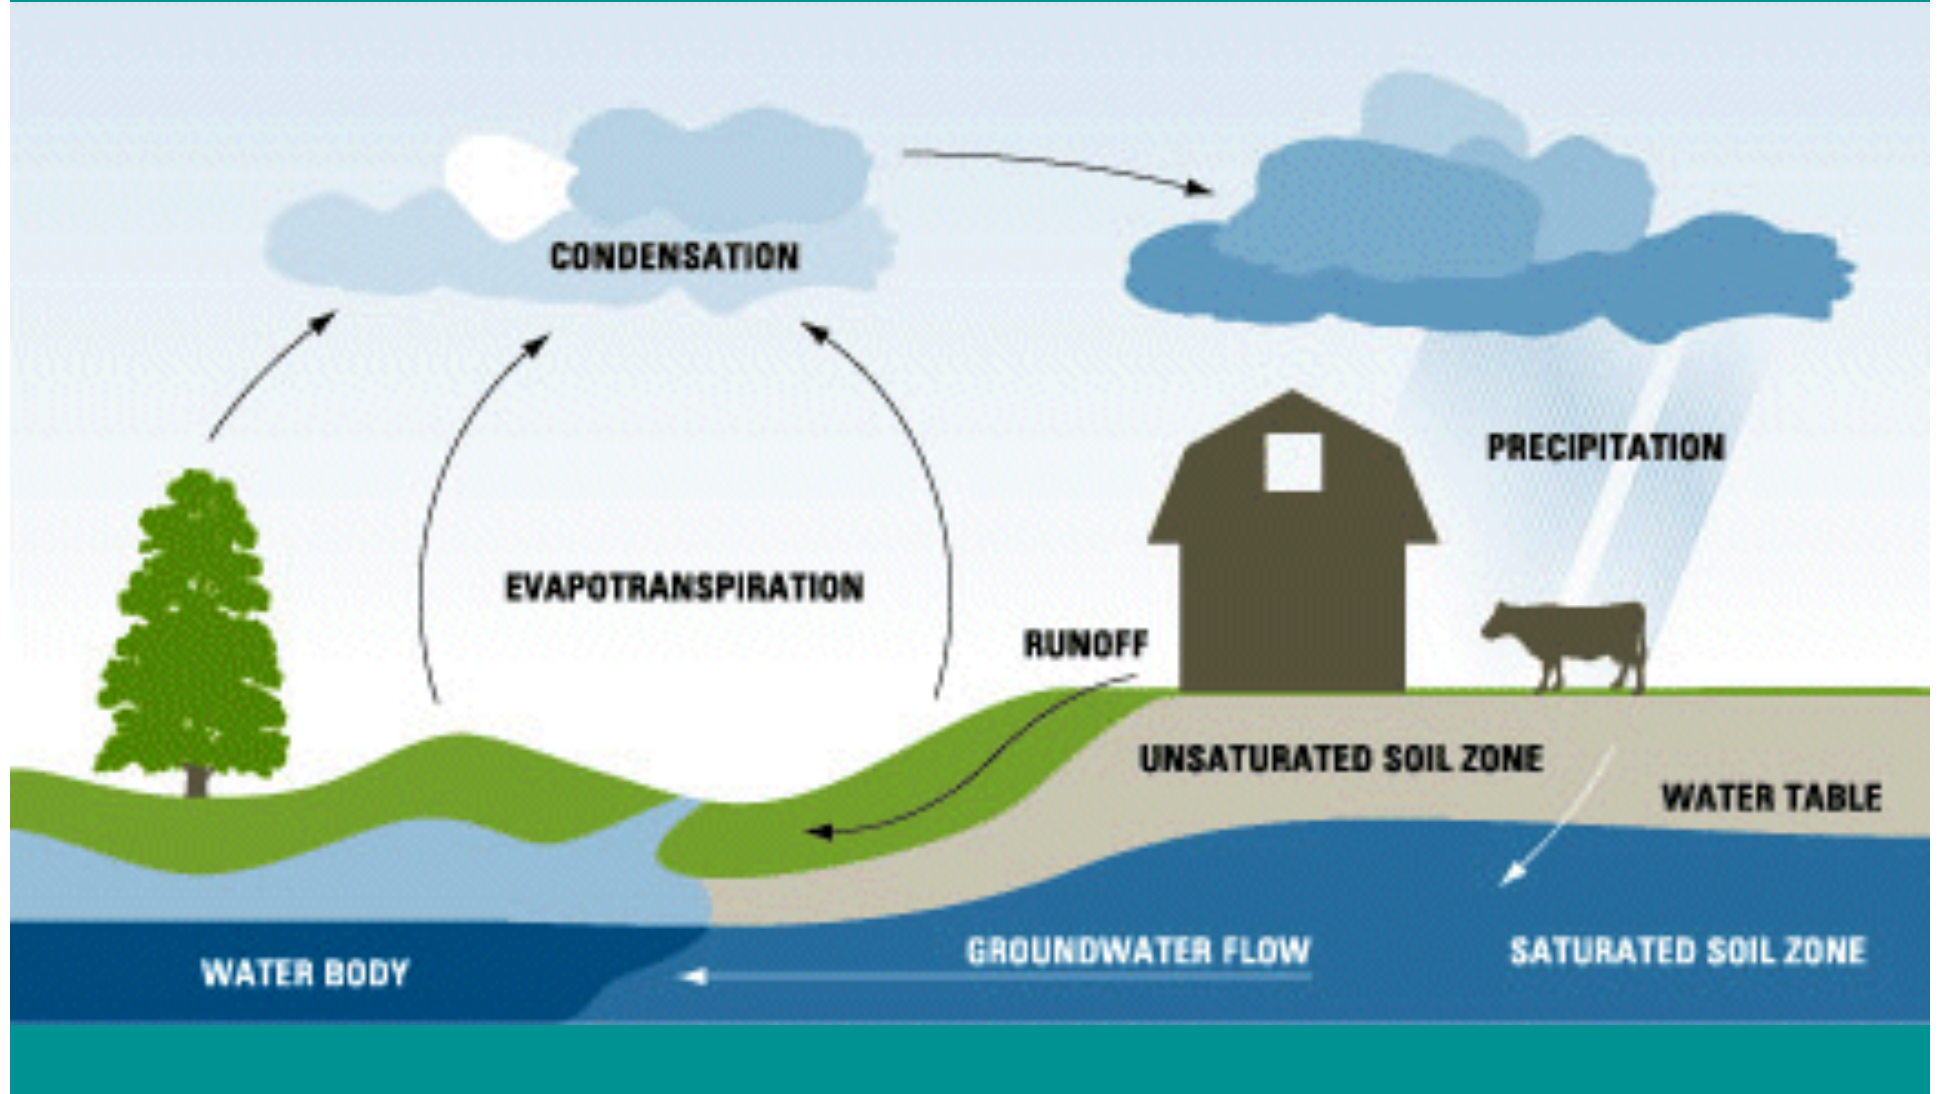 CONDENSATION
PRECIPITATION
EVAPOTRANSPIRATION
RUNOFF
UNSATURATED SOIL ZONE
WATER TABLE
GROUNDWATER FLOW
SATURATED SOIL ZONE
WATER BODY